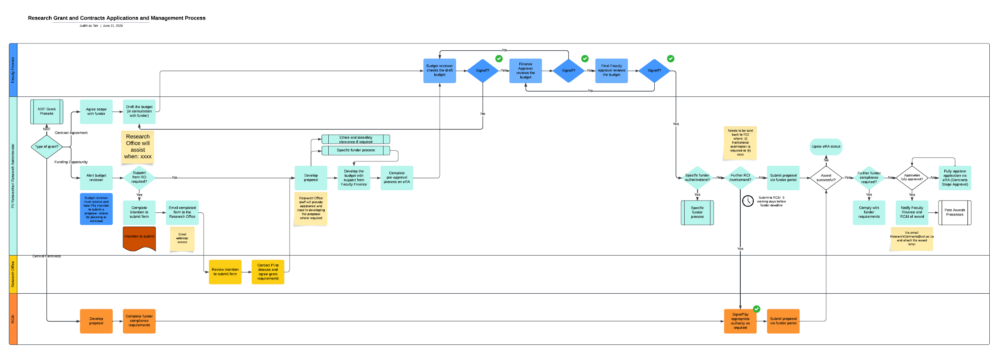 Research Grant and Contracts Applications and Management Process
Judith du Toit | June 21, 2023
Faculty Finance
No
Budget reviewer
checks the draft
budget
Signoff?
Yes
Finance
Approver
reviews the
budget
Signoff?
No
Final Faculty
approval reviews
the budget
Signoff?
No
No
Yes
PI/ Researcher/ Research Administrator
NRF Grant
Process
NRF
Type of grant?
Contract Agreement
Funding Opportunity
Central Contracts
Agree scope
with funder
Draft the budget
(in consultation
with funder)
Research
Office will
assist
when: xxxx
Alert budget
reviewer
Budget reviewer
must receive and
note PI's intention
to submit a
proposal- allows
for planning or
workload
Support
from RO
required?
No
Yes
Complete
intention to
submit form
Intention to submit
Email completed
form to the
Research Office
Email
address:
xxxxxx
Ethics and biosafety
clearance if required
Specific funder process
Develop
proposal
Research Office
staff will provide
assistance and
input in developing
the proposal
where required
Develop the
budget with
support from
Faculty Finance
Complete
pre-approval
process on eRA
Specific funder
authorisations?
No
Yes
Specific
funder
process
Needs to be sent
back to RCI
where: (i)
Institutional
submission is
required or (ii)
xxxx
Further RCI
involvement?
No
Yes
Submit to RC&I 5
working days before
funder deadline
Submit proposal
via funder portal
Upate eRA status
No
Award
successful?
Yes
Further funder
compliance
required?
No
Yes
Comply with
funder
requirements
Application
fully approved?
No
Yes
Fully approve
application via
eRA (Contracts
Stage Approval)
Notify Faculty
Finance and
RC&I of award
Post Awards
Processes
Via email:
ResearchContracts@uct.ac.za
and attach the award
letter
Research Office
Review intention
to submit form
Contact PI to
discuss and
agree grant
requirements
RC&I
Develop
proposal
Complete funder
compliance
requirements
Signoff by
appropriate
authority as
required
Submit proposal
via funder portal